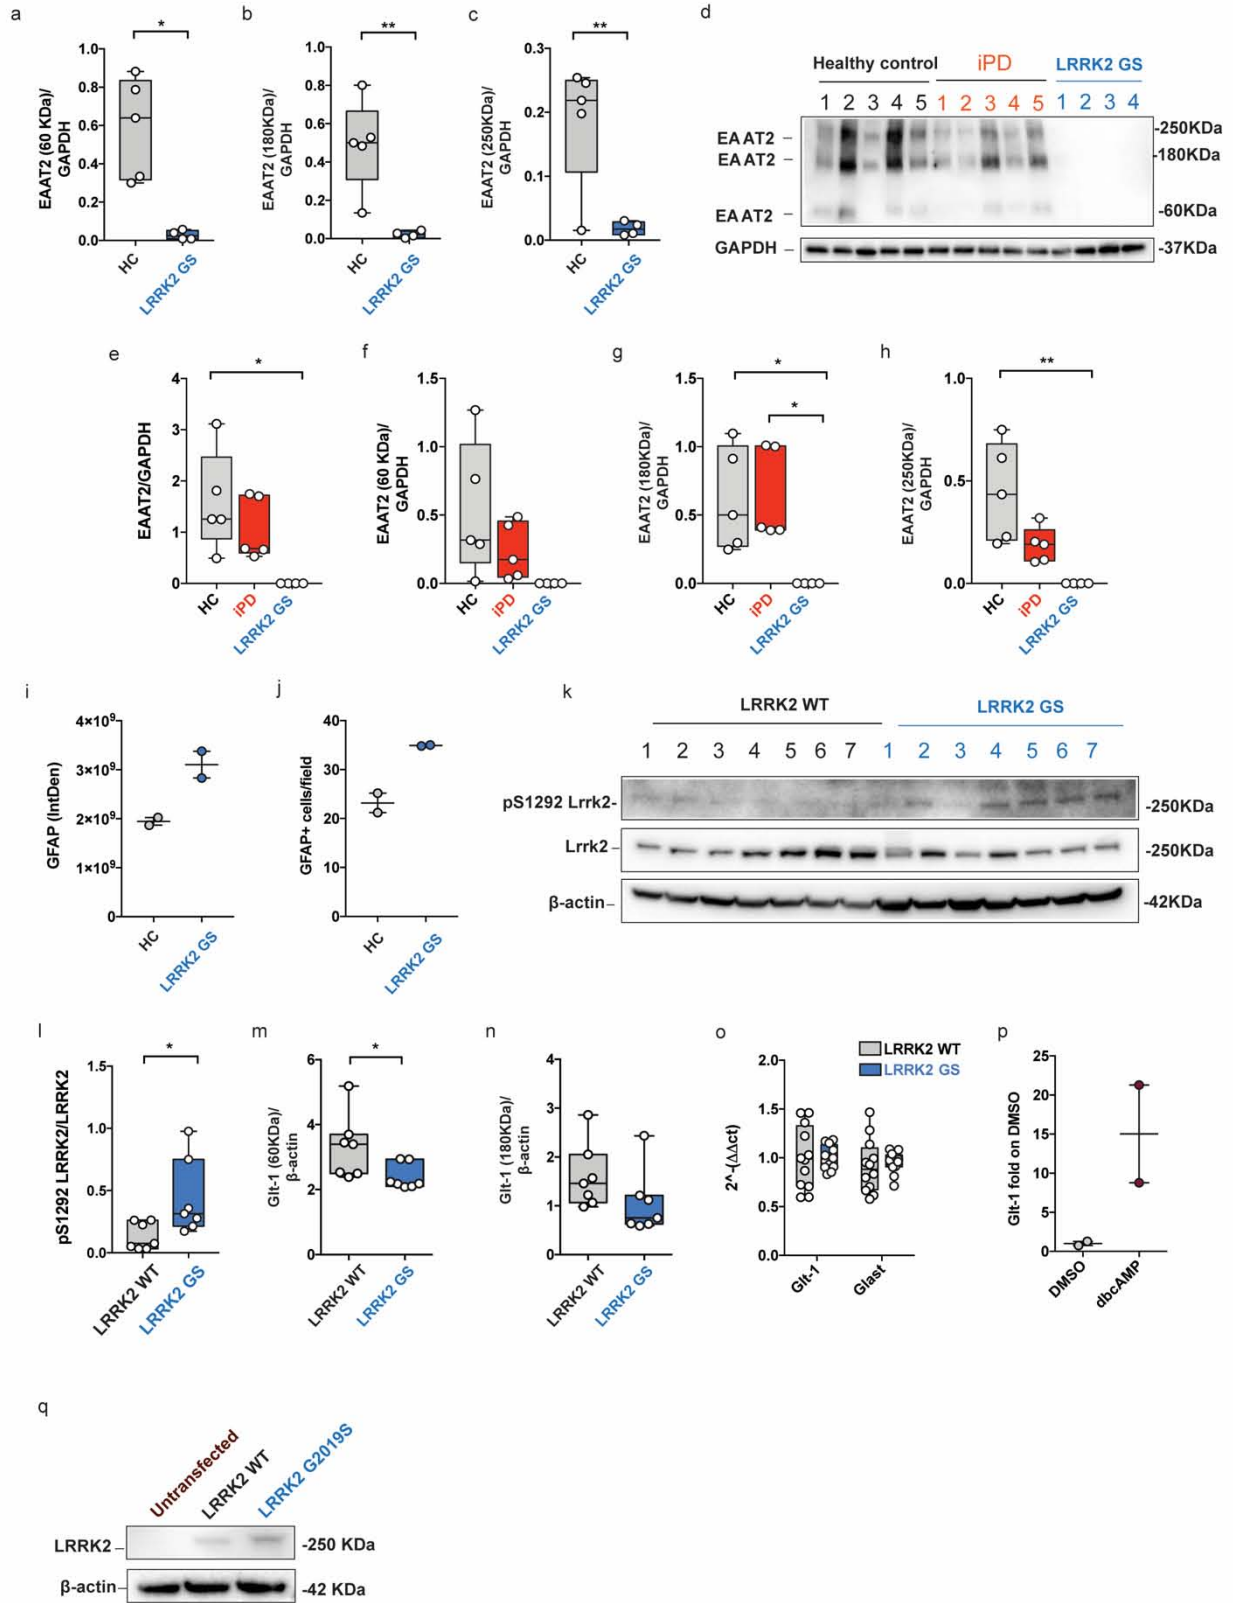 a
*
1.0
0.8
0.6
0.4
0.2
0.0
EAAT2 (60 KDa)/
GAPDH
HC
LRRK2 GS
b
**
1.0
0.8
0.6
0.4
0.2
0.0
EAAT2 (180KDa)/
GAPDH
HC
LRRK2 GS
c
**
0.3
0.2
0.1
0.0
EAAT2 (250KDa)/
GAPDH
HC
LRRK2 GS
d
Healthy control iPD LRRK2 GS
1 2 3 4 5 1 2 3 4 5 1 2 3 4
EAAT2 – -250KDa
EAAT2 – -180KDa
EAAT2 – -60KDa
GAPDH – -37KDa
e
*
4
3
2
1
0
EAAT2/GAPDH
HC
iPD
LRRK2 GS
f
1.5
1.0
0.5
0.0
EAAT2 (60 KDa)/
GAPDH
HC
iPD
LRRK2 GS
g
*
*
1.5
1.0
0.5
0.0
EAAT2 (180KDa)/
GAPDH
HC
iPD
LRRK2 GS
h
**
1.0
0.5
0.0
EAAT2 (250KDa)/
GAPDH
HC
iPD
LRRK2 GS
i
4×10⁹
3×10⁹
2×10⁹
1×10⁹
0
GFAP (IntDen)
HC
LRRK2 GS
j
40
30
20
10
0
GFAP+ cells/field
HC
LRRK2 GS
k
LRRK2 WT LRRK2 GS
1 2 3 4 5 6 7 1 2 3 4 5 6 7
pS1292 Lrrk2- -250KDa
Lrrk2 – -250KDa
β-actin – -42KDa
l
*
1.5
1.0
0.5
0.0
pS1292 LRRK2/LRRK2
LRRK2 WT
LRRK2 GS
m
*
6
4
2
0
Glt-1 (60KDa)/
β-actin
LRRK2 WT
LRRK2 GS
n
4
3
2
1
0
Glt-1 (180KDa)/
β-actin
LRRK2 WT
LRRK2 GS
o
LRRK2 WT
LRRK2 GS
2.0
1.5
1.0
0.5
0.0
2^-(ΔΔct)
Glt-1
Glast
p
25
20
15
10
5
0
Glt-1 fold on DMSO
DMSO
dbcAMP
q
Untransfected
LRRK2 WT
LRRK2 G2019S
LRRK2 – -250 KDa
β-actin – -42 KDa